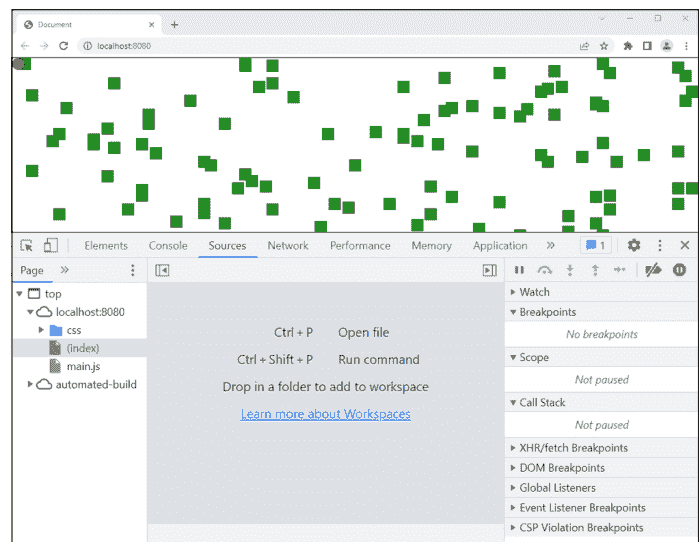 Document
localhost:8080
Elements Console Sources Network Performance Memory Application 1
Page
top
localhost:8080
css
(index)
main.js
automated-build
Ctrl + P Open file
Ctrl + Shift + P Run command
Drop in a folder to add to workspace
Learn more about Workspaces
Watch
Breakpoints
No breakpoints
Scope
Not paused
Call Stack
Not paused
XHR/fetch Breakpoints
DOM Breakpoints
Global Listeners
Event Listener Breakpoints
CSP Violation Breakpoints